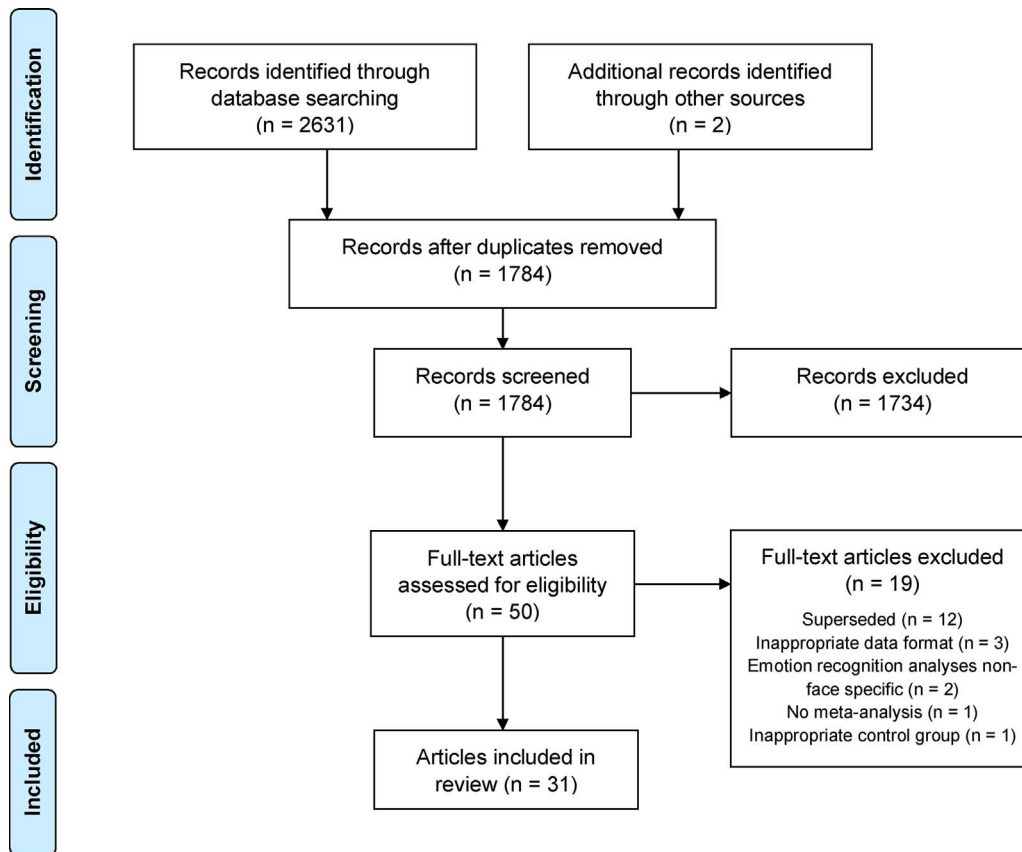 Identification
Records identified through
database searching
(n = 2631)
Additional records identified
through other sources
(n = 2)
Records after duplicates removed
(n = 1784)
Screening
Records screened
(n = 1784)
Records excluded
(n = 1734)
Eligibility
Full-text articles
assessed for eligibility
(n = 50)
Full-text articles excluded
(n = 19)
Superseded (n = 12)
Inappropriate data format (n = 3)
Emotion recognition analyses non-
face specific (n = 2)
No meta-analysis (n = 1)
Inappropriate control group (n = 1)
Included
Articles included in
review (n = 31)